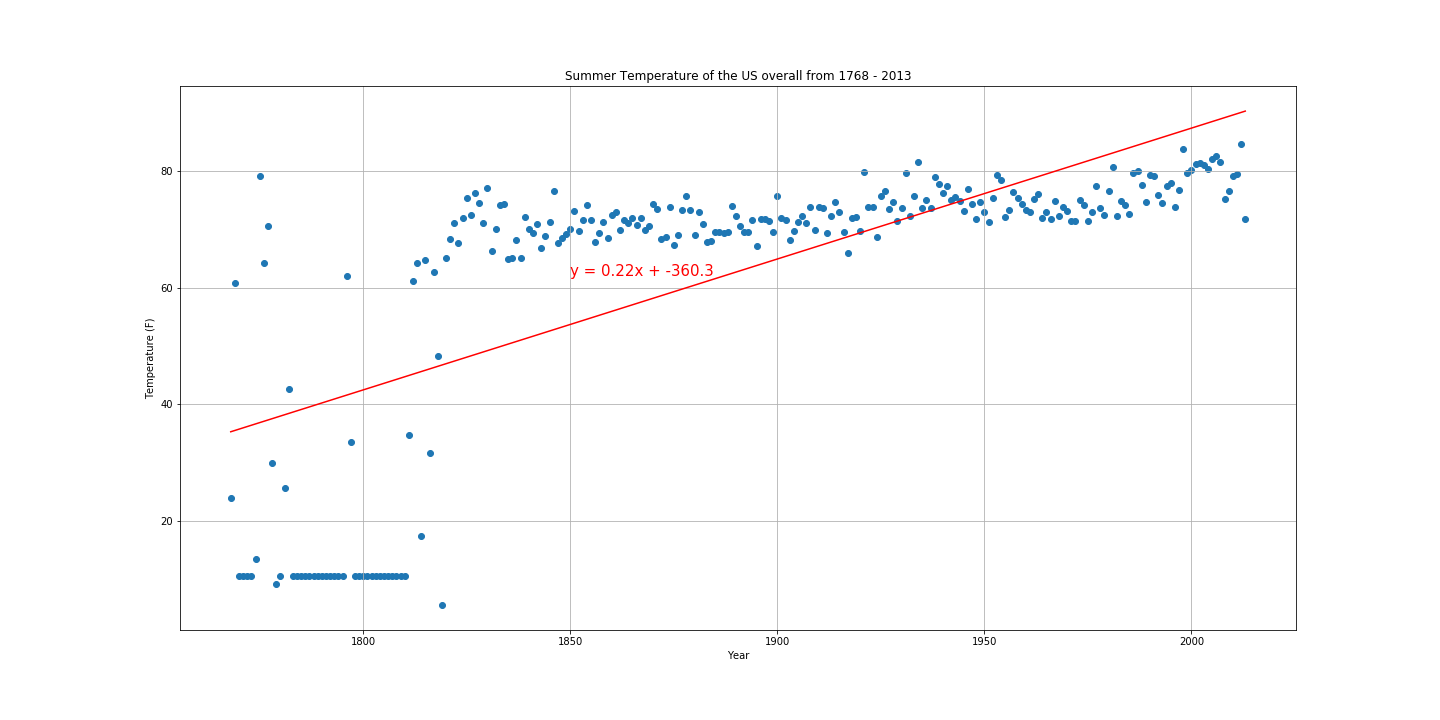 Summer Temperature of the US overall from 1768 - 2013
80
60
40
20
Temperature (F)
y = 0.22x + -360.3
1800 1850 1900 1950 2000
Year